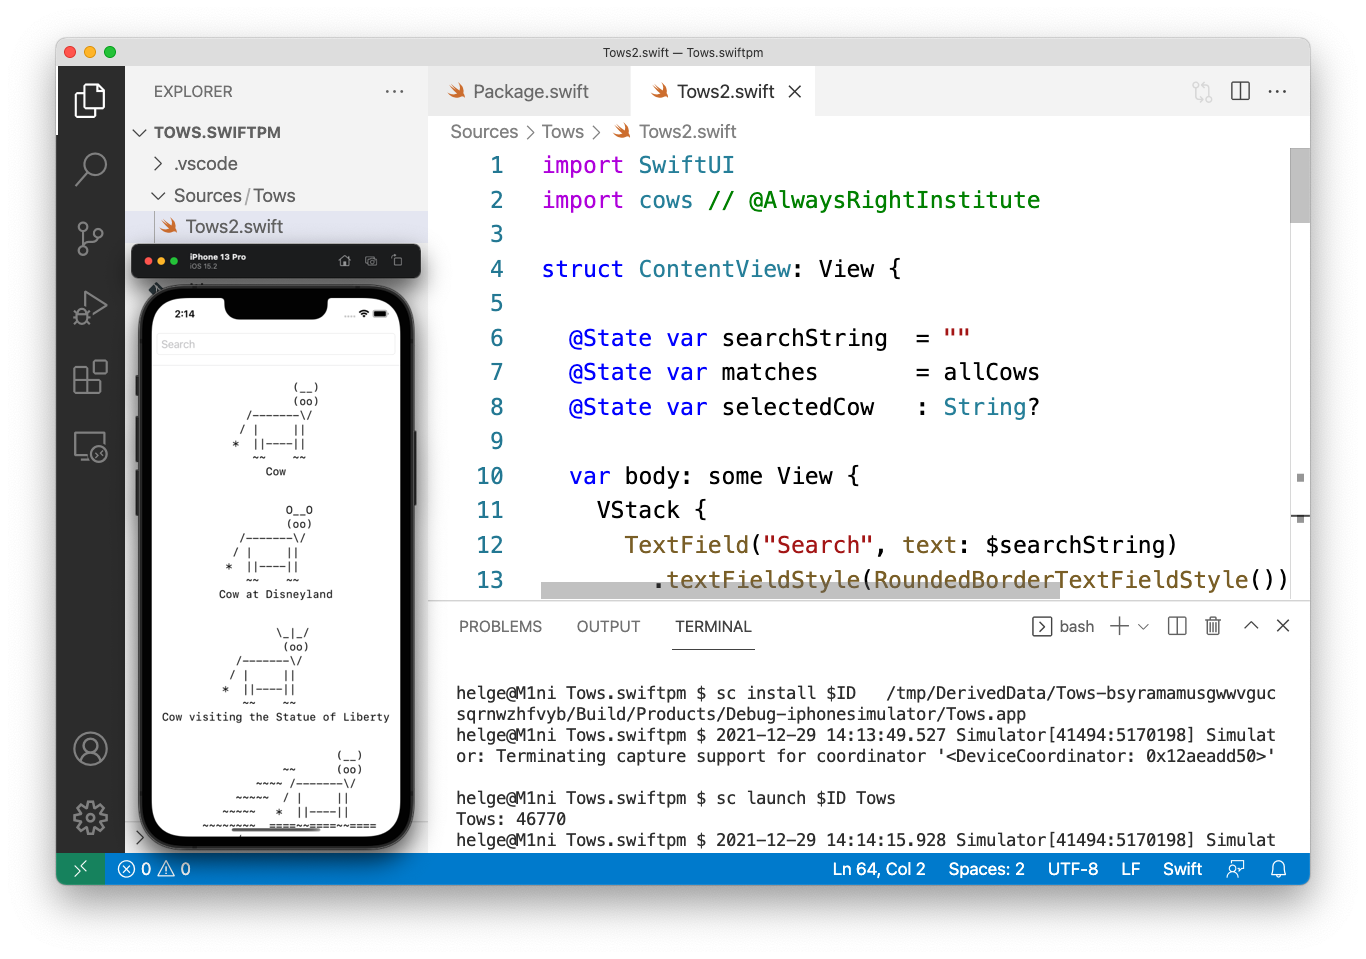 Tows2.swift — Tows.swiftpm
EXPLORER
TOWS.SWIFTPM
.vscode
Sources / Tows
Tows2.swift
Package.swift
Tows2.swift
Sources > Tows > Tows2.swift
1 import SwiftUI
2 import cows // @AlwaysRightInstitute
3
4 struct ContentView: View {
5
6 @State var searchString  = ""
7 @State var matches       = allCows
8 @State var selectedCow   : String?
9
10 var body: some View {
11 VStack {
12 TextField("Search", text: $searchString)
13 .textFieldStyle(RoundedBorderTextFieldStyle())
iPhone 13 Pro
iOS 15.2
2:14
Search
         (__)
         (oo)
  /-------\/
 / |     ||
*  ||----||
   ~~    ~~
Cow
         O__O
         (oo)
  /-------\/
 / |     ||
*  ||----||
   ~~    ~~
Cow at Disneyland
        \_|_/
         (oo)
  /-------\/
 / |     ||
*  ||----||
   ~~    ~~
Cow visiting the Statue of Liberty
                    (__)
            ~~      (oo)
        ~~~~ /-------\/
     ~~~~~  / |     ||
   ~~~~~   *  ||----||
~~~~~~~~  ====~~====~~====
PROBLEMS OUTPUT TERMINAL
bash
helge@M1ni Tows.swiftpm $ sc install $ID   /tmp/DerivedData/Tows-bsyramamusgwwvguc
sqrnwzhfvyb/Build/Products/Debug-iphonesimulator/Tows.app
helge@M1ni Tows.swiftpm $ 2021-12-29 14:13:49.527 Simulator[41494:5170198] Simulat
or: Terminating capture support for coordinator '<DeviceCoordinator: 0x12aeadd50>'
helge@M1ni Tows.swiftpm $ sc launch $ID Tows
Tows: 46770
helge@M1ni Tows.swiftpm $ 2021-12-29 14:14:15.928 Simulator[41494:5170198] Simulat
0 0
Ln 64, Col 2 Spaces: 2 UTF-8 LF Swift